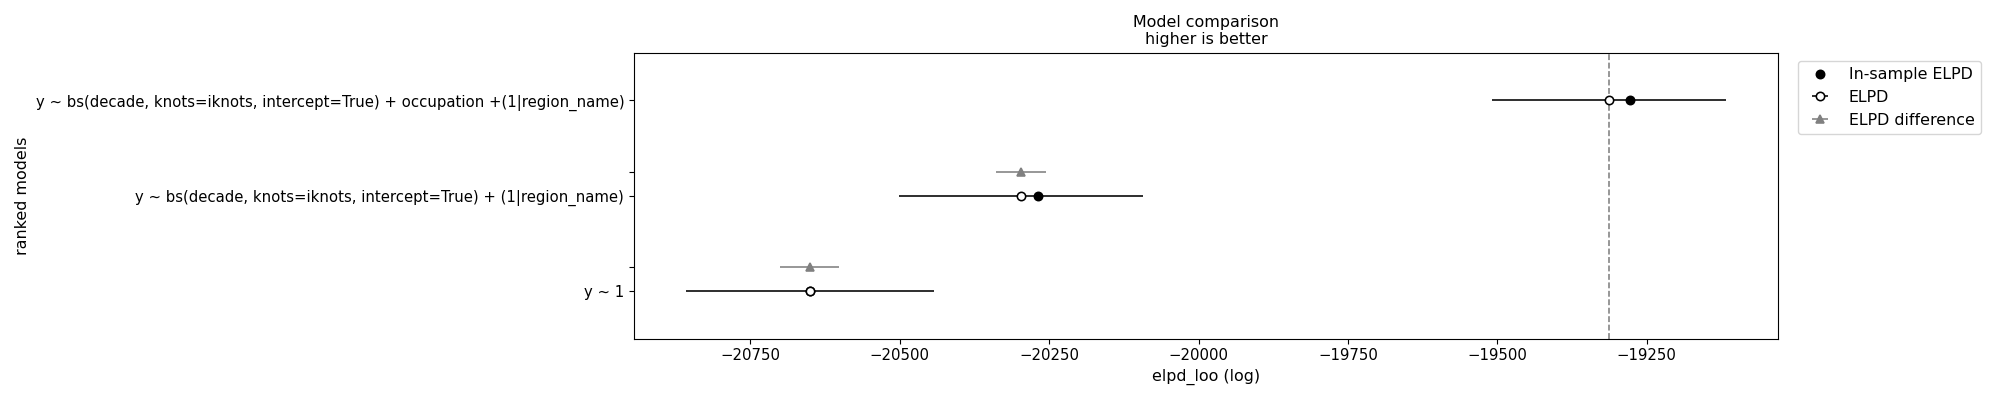 Model comparison
higher is better
y ~ bs(decade, knots=iknots, intercept=True) + occupation +(1|region_name)
y ~ bs(decade, knots=iknots, intercept=True) + (1|region_name)
y ~ 1
ranked models
−20750
−20500
−20250
−20000
−19750
−19500
−19250
elpd_loo (log)
In-sample ELPD
ELPD
ELPD difference